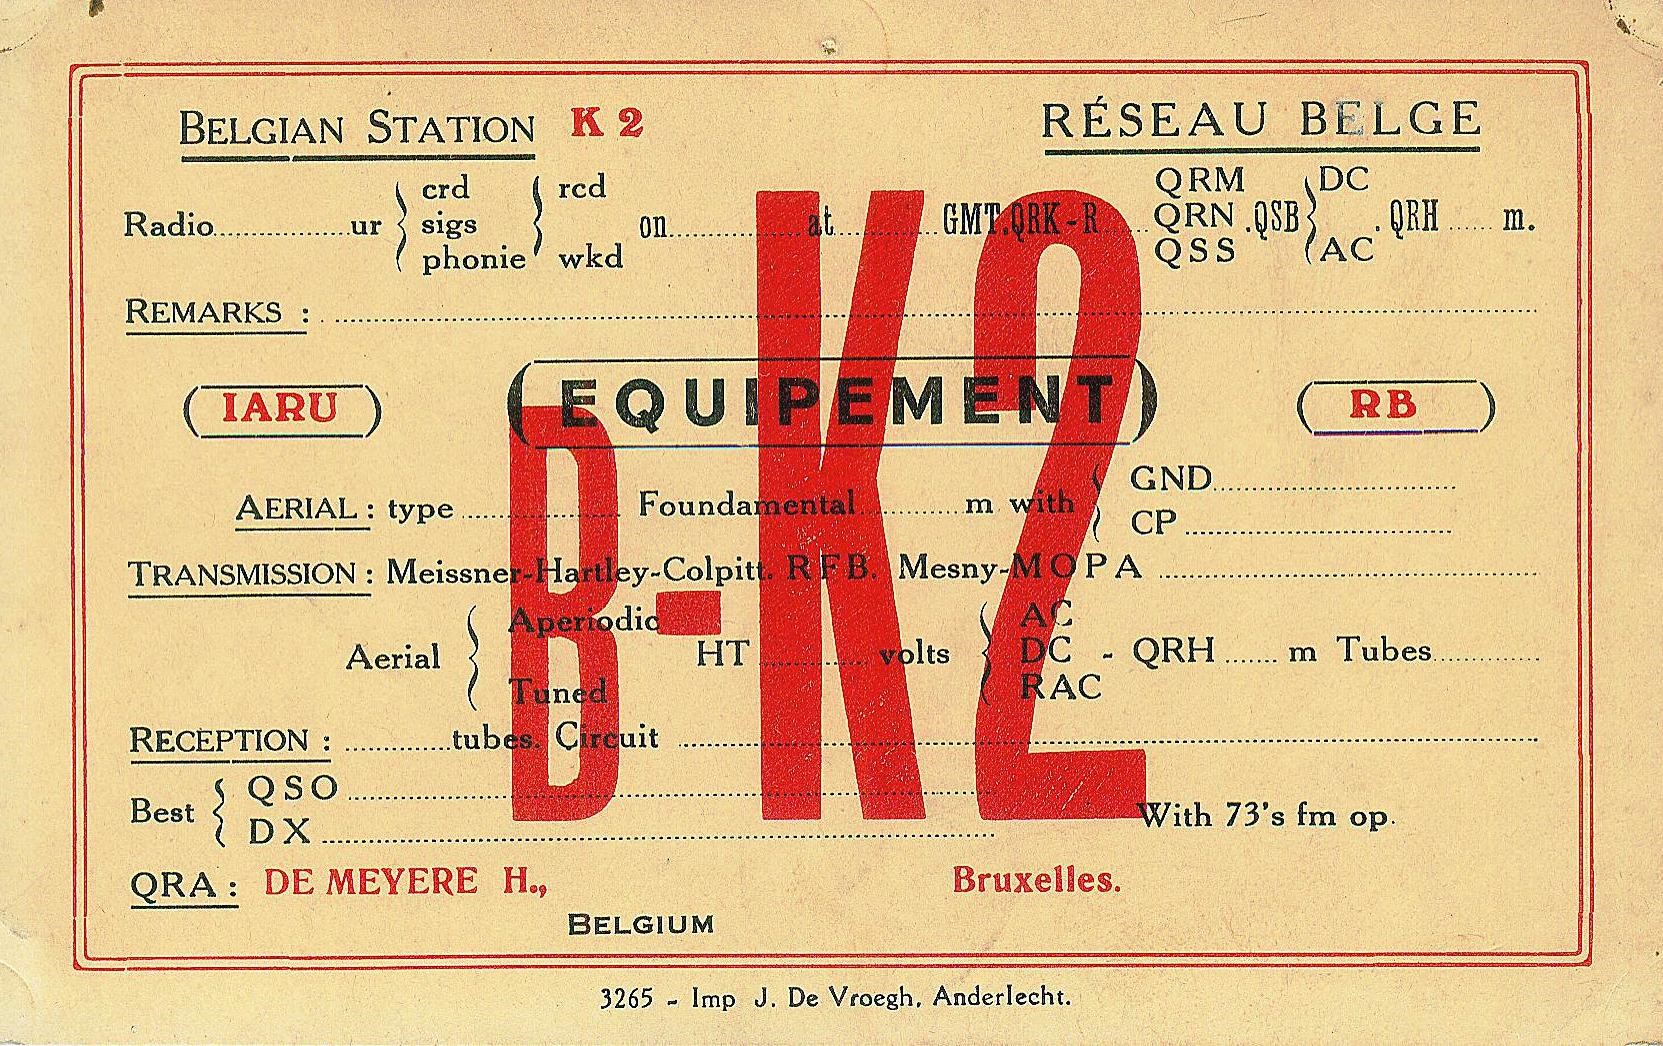 BELGIAN STATION K 2 RÉSEAU BELGE
Radio..........ur { crd sigs phonie } rcd wkd on..........at..........GMT.QRK-R.....QRM QRN QSS .QSB { DC AC .QRH ...... m.
REMARKS : ..........
(IARU) (EQUIPEMENT) (RB)
B-K2
AERIAL : type .......... Foundamental .......... m with { GND.......... CP..........
TRANSMISSION : Meissner-Hartley-Colpitt. RFB. Mesny-MOPA ..........
Aerial { Aperiodic Tuned HT .......... volts { AC DC RAC - QRH ...... m Tubes..........
RECEPTION : ..........tubes. Circuit ..........
Best { QSO.......... DX..........
With 73's fm op.
QRA : DE MEYERE H., Bruxelles.
BELGIUM
3265 - Imp J. De Vroegh, Anderlecht.